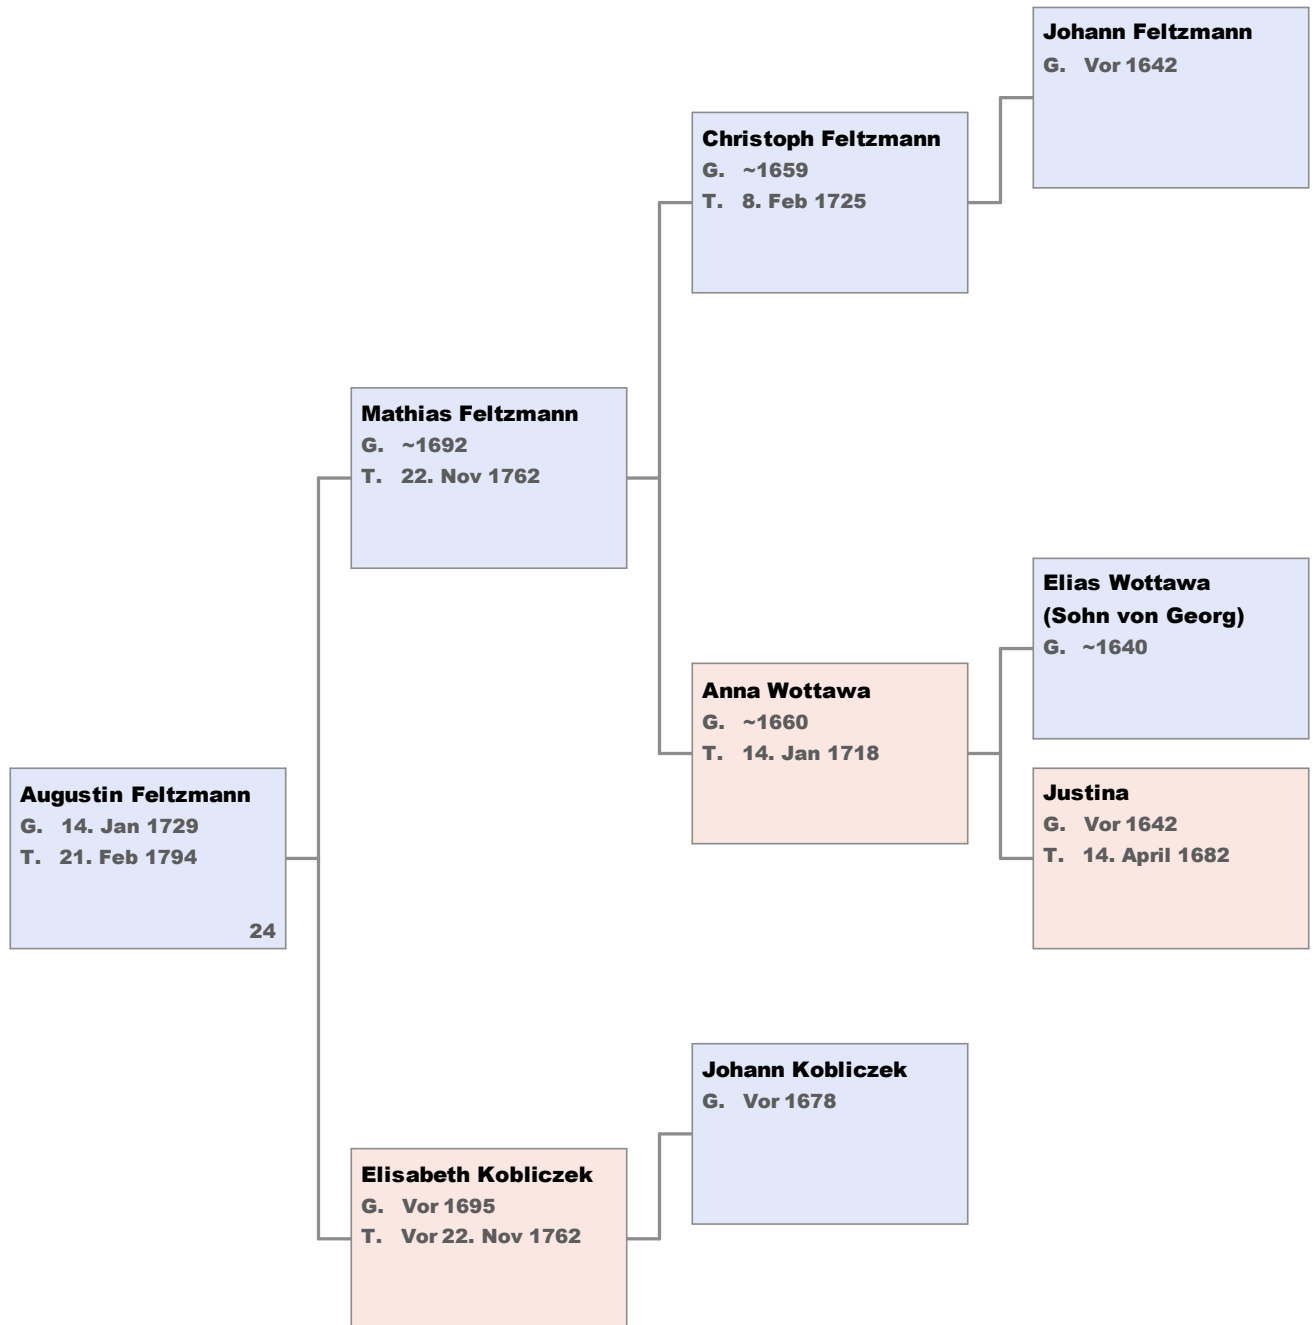 Johann Feltzmann
G. Vor 1642
Christoph Feltzmann
G. ~1659
T. 8. Feb 1725
Mathias Feltzmann
G. ~1692
T. 22. Nov 1762
Elias Wottawa
(Sohn von Georg)
G. ~1640
Anna Wottawa
G. ~1660
T. 14. Jan 1718
Augustin Feltzmann
G. 14. Jan 1729
T. 21. Feb 1794
24
Justina
G. Vor 1642
T. 14. April 1682
Johann Kobliczek
G. Vor 1678
Elisabeth Kobliczek
G. Vor 1695
T. Vor 22. Nov 1762